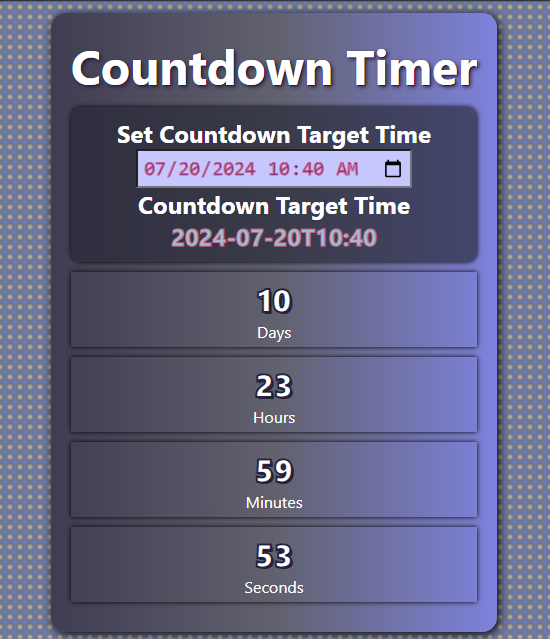 Countdown Timer
Set Countdown Target Time
07/20/2024 10:40 AM
Countdown Target Time
2024-07-20T10:40
10
Days
23
Hours
59
Minutes
53
Seconds